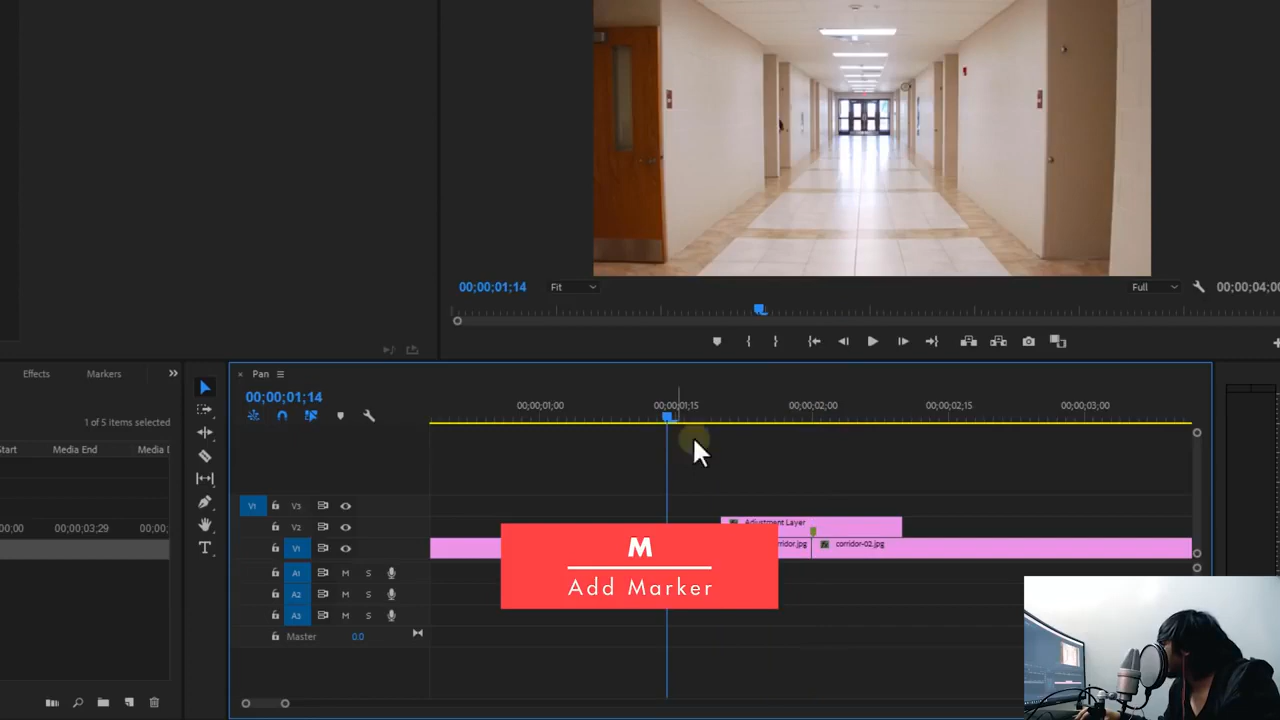 00;00;01;14
Fit
Full
00;00;04;00
Effects
Markers
Pan
00;00;01;14
1 of 5 items selected
Start
Media End
Media D
00;00
00;00;03;29
00;
00;00;01;00
00;00;01;15
00;00;02;00
00;00;02;15
00;00;03;00
V1
V3
V2
Adjustment Layer
V1
rridor.jpg
corridor-02.jpg
A1
M
S
A2
M
S
A3
M
S
Master
0.0
M
Add Marker